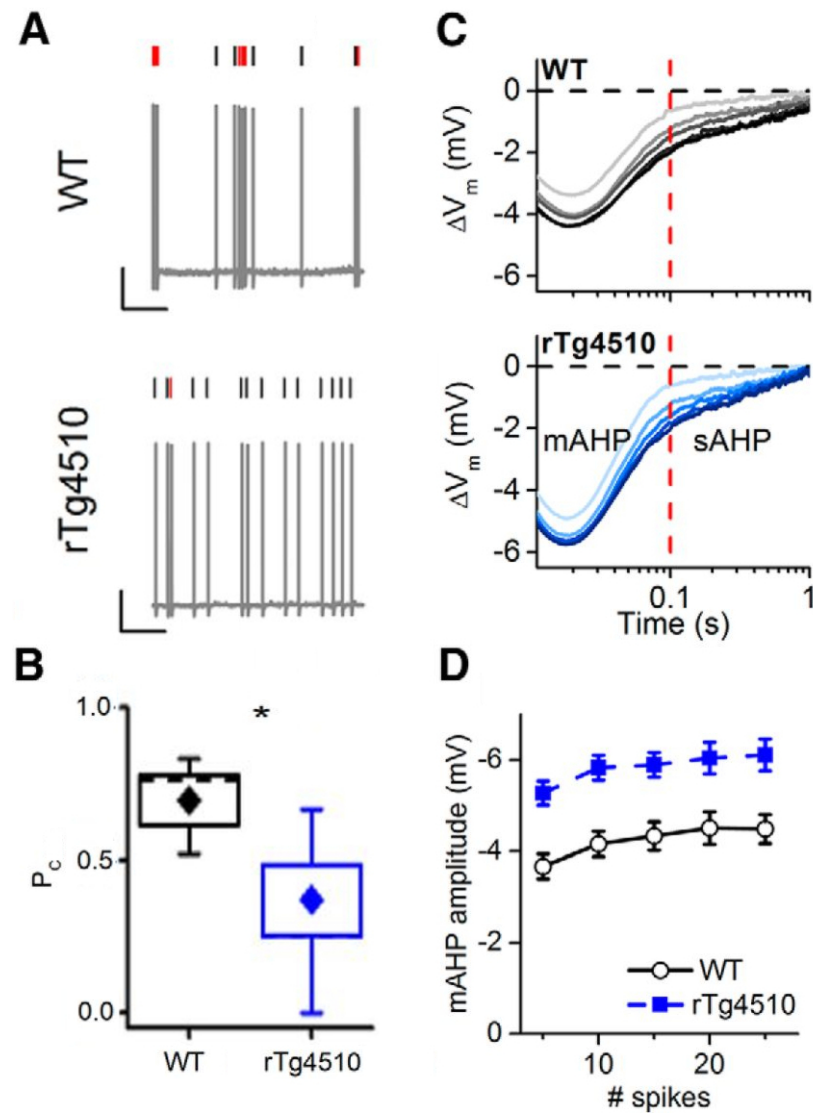 A
WT
rTg4510
B
*
1.0
0.5
0.0
P_c
WT
rTg4510
C
WT
0
-2
-4
-6
ΔV_m (mV)
rTg4510
0
-2
-4
-6
ΔV_m (mV)
mAHP
sAHP
0.1
1
Time (s)
D
-6
-4
-2
0
mAHP amplitude (mV)
WT
rTg4510
10
20
# spikes